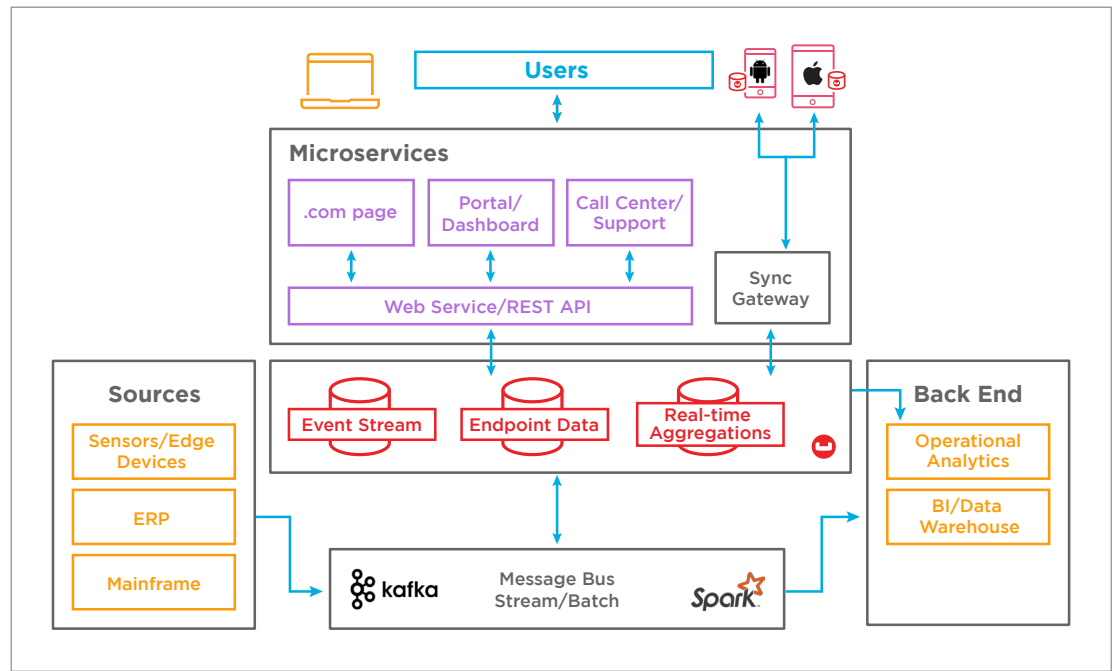 Users
Microservices
.com page
Portal/
Dashboard
Call Center/
Support
Web Service/REST API
Sync
Gateway
Sources
Sensors/Edge
Devices
ERP
Mainframe
Event Stream
Endpoint Data
Real-time
Aggregations
Back End
Operational
Analytics
BI/Data
Warehouse
kafka
Message Bus
Stream/Batch
Spark